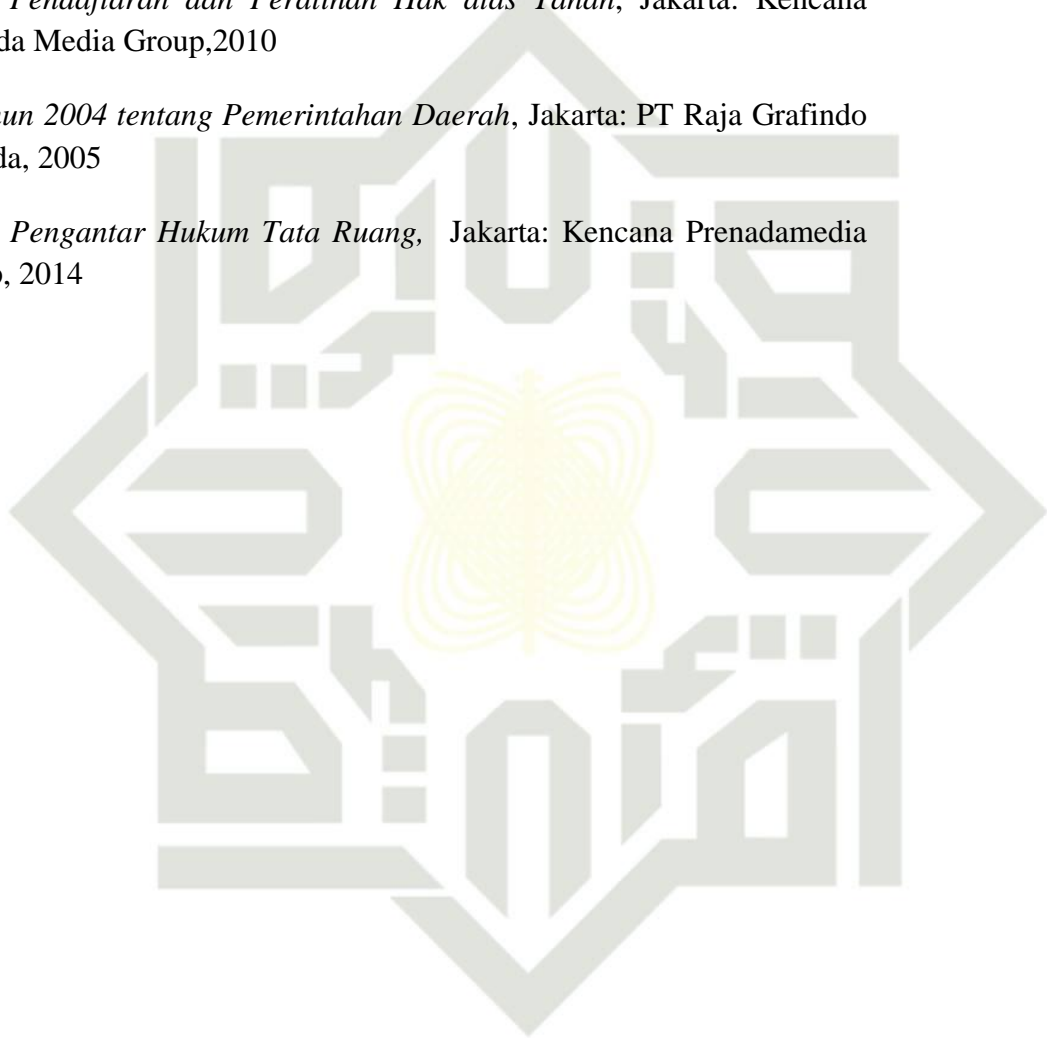 Pendaftaran dan Peralihan Hak atas Tanah, Jakarta: Kencana
da Media Group,2010
un 2004 tentang Pemerintahan Daerah, Jakarta: PT Raja Grafindo
da, 2005
Pengantar Hukum Tata Ruang, Jakarta: Kencana Prenadamedia
, 2014